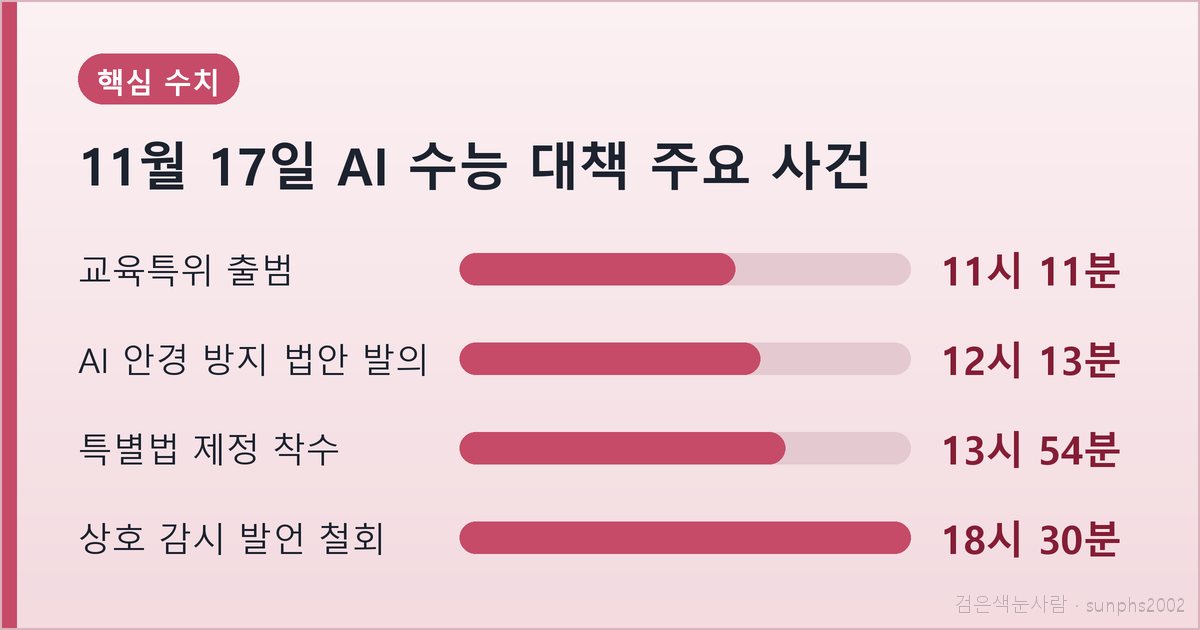 핵심 수치
11월 17일 AI 수능 대책 주요 사건
교육특위 출범 11시 11분
AI 안경 방지 법안 발의 12시 13분
특별법 제정 착수 13시 54분
상호 감시 발언 철회 18시 30분
검은색눈사람 · sunphs2002